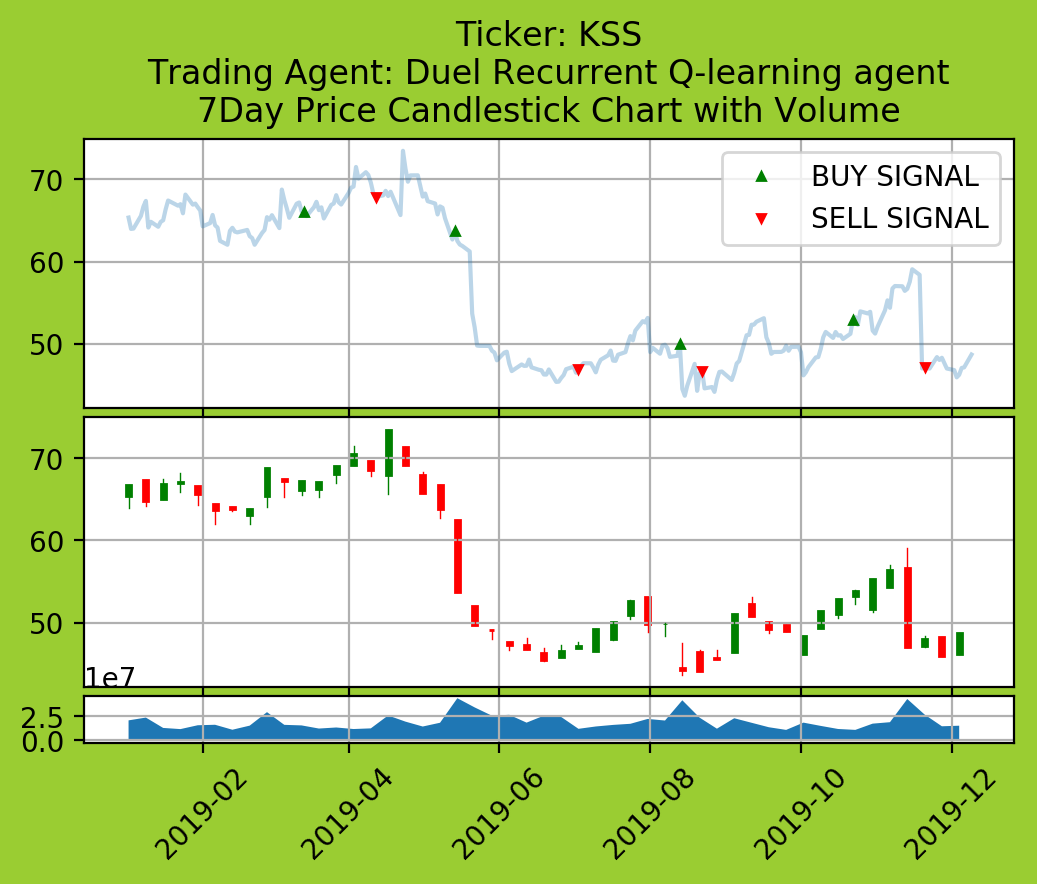 Ticker: KSS
Trading Agent: Duel Recurrent Q-learning agent
7Day Price Candlestick Chart with Volume
70
60
50
BUY SIGNAL
SELL SIGNAL
70
60
50
1e7
2.5
0.0
2019-02
2019-04
2019-06
2019-08
2019-10
2019-12